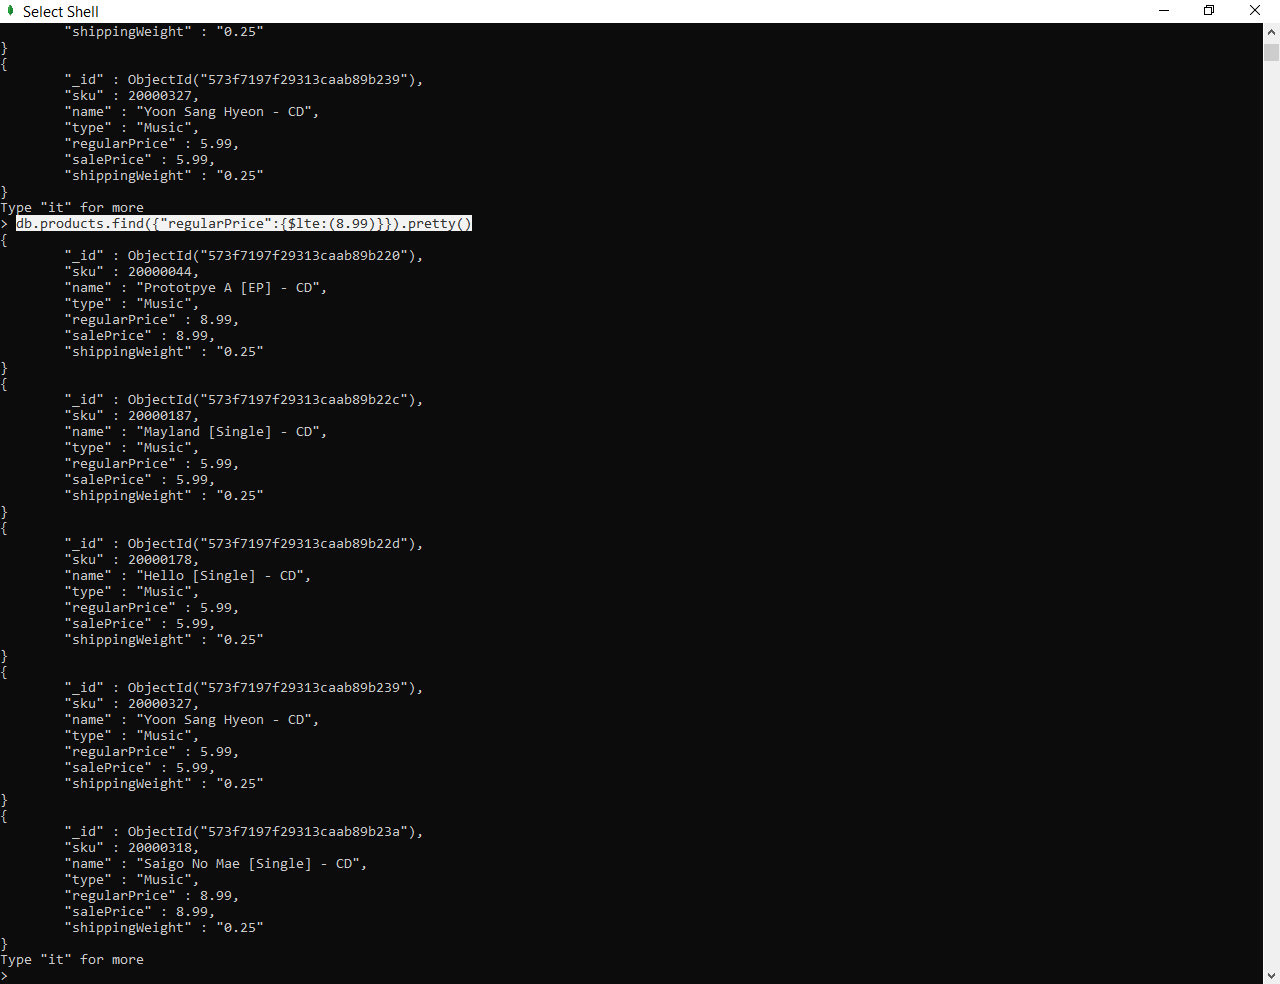 Select Shell
"shippingWeight" : "0.25"
}
{
"_id" : ObjectId("573f7197f29313caab89b239"),
"sku" : 20000327,
"name" : "Yoon Sang Hyeon - CD",
"type" : "Music",
"regularPrice" : 5.99,
"salePrice" : 5.99,
"shippingWeight" : "0.25"
}
Type "it" for more
> db.products.find({"regularPrice":{$lte:(8.99)}}).pretty()
{
"_id" : ObjectId("573f7197f29313caab89b220"),
"sku" : 20000044,
"name" : "Prototpye A [EP] - CD",
"type" : "Music",
"regularPrice" : 8.99,
"salePrice" : 8.99,
"shippingWeight" : "0.25"
}
{
"_id" : ObjectId("573f7197f29313caab89b22c"),
"sku" : 20000187,
"name" : "Mayland [Single] - CD",
"type" : "Music",
"regularPrice" : 5.99,
"salePrice" : 5.99,
"shippingWeight" : "0.25"
}
{
"_id" : ObjectId("573f7197f29313caab89b22d"),
"sku" : 20000178,
"name" : "Hello [Single] - CD",
"type" : "Music",
"regularPrice" : 5.99,
"salePrice" : 5.99,
"shippingWeight" : "0.25"
}
{
"_id" : ObjectId("573f7197f29313caab89b239"),
"sku" : 20000327,
"name" : "Yoon Sang Hyeon - CD",
"type" : "Music",
"regularPrice" : 5.99,
"salePrice" : 5.99,
"shippingWeight" : "0.25"
}
{
"_id" : ObjectId("573f7197f29313caab89b23a"),
"sku" : 20000318,
"name" : "Saigo No Mae [Single] - CD",
"type" : "Music",
"regularPrice" : 8.99,
"salePrice" : 8.99,
"shippingWeight" : "0.25"
}
Type "it" for more
>